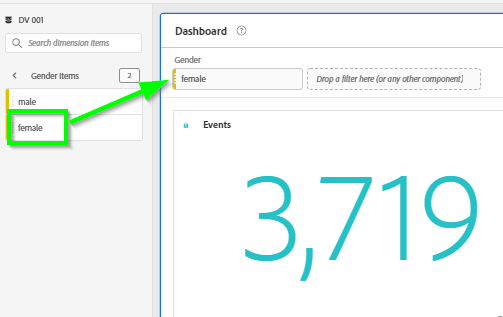 DV 001
Search dimension items
Gender Items
2
male
female
Dashboard ?
Gender
female
Drop a filter here (or any other component)
Events
3,719